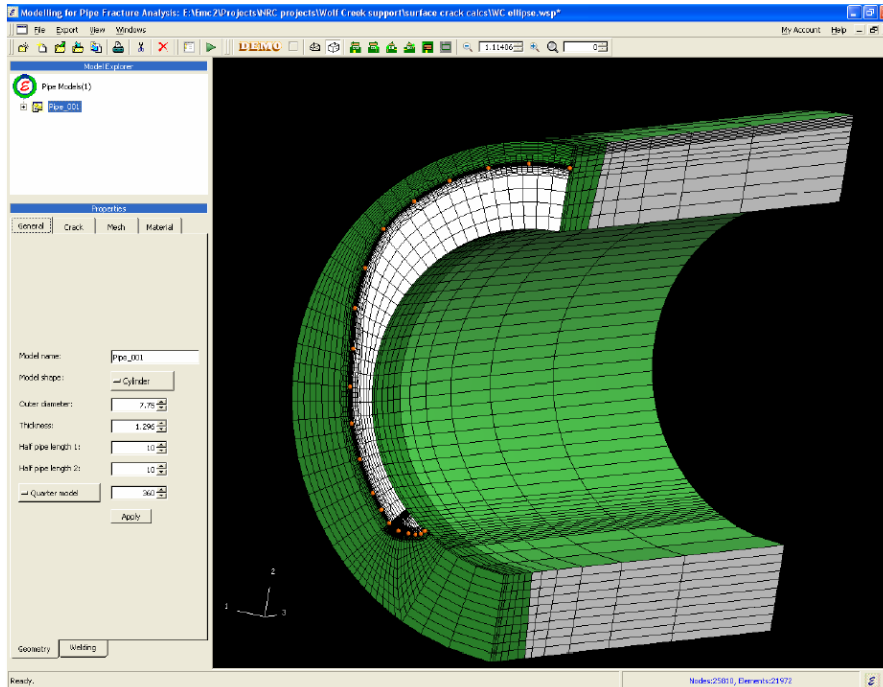 Modelling for Pipe Fracture Analysis: E:\Emc2\Projects\NRC projects\Wolf Creek support\surface crack calcs\WC ellipse.wsp*
File Export View Windows My Account Help
DEMO 1.11406 0
Model Explorer
Pipe Models(1)
Pipe_001
Properties
General Crack Mesh Material
Model name: Pipe_001
Model shape: Cylinder
Outer diameter: 7.75
Thickness: 1.296
Half pipe length 1: 10
Half pipe length 2: 10
Quarter model 360
Apply
2
1 3
Geometry Welding
Ready. Nodes:25810, Elements:21972